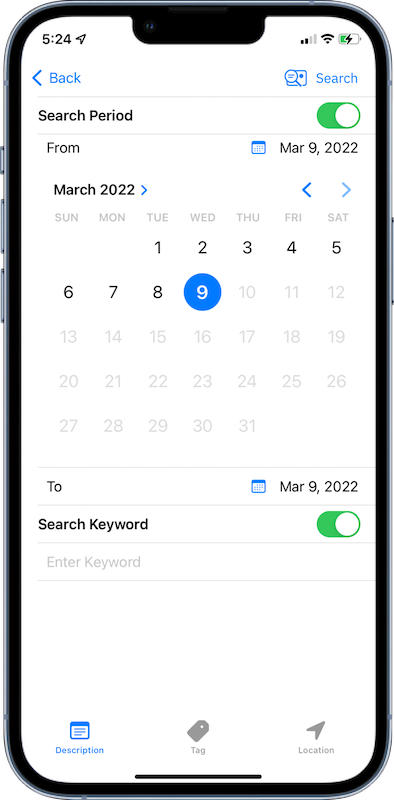 5:24
Back
Search
Search Period
From Mar 9, 2022
March 2022
SUN MON TUE WED THU FRI SAT
1 2 3 4 5
6 7 8 9 10 11 12
13 14 15 16 17 18 19
20 21 22 23 24 25 26
27 28 29 30 31
To Mar 9, 2022
Search Keyword
Enter Keyword
Description Tag Location